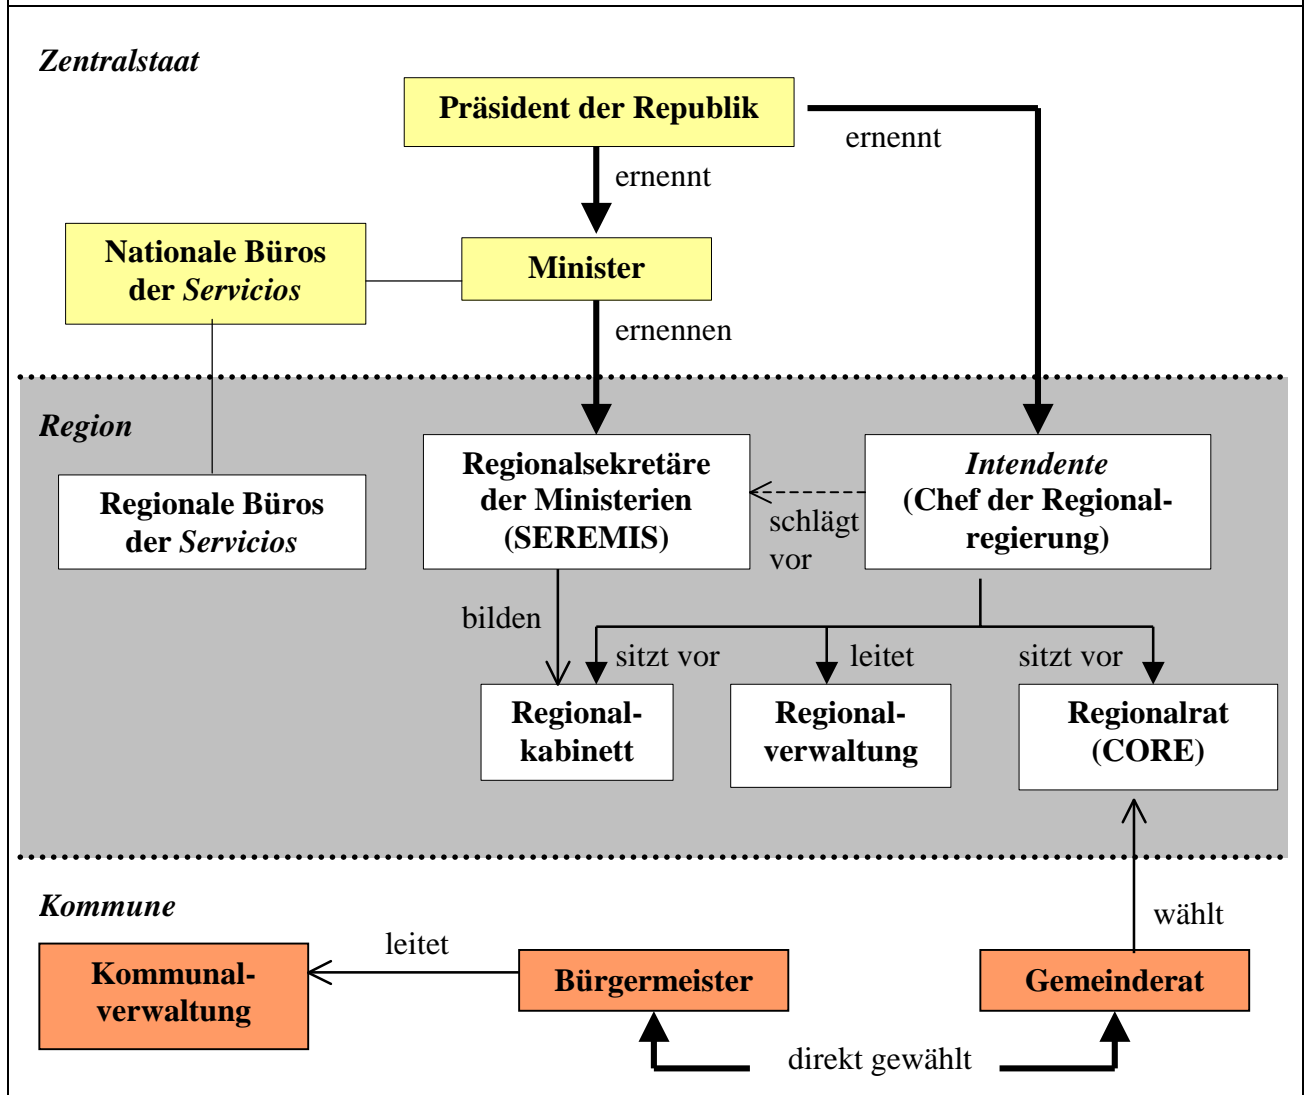 Zentralstaat
Präsident der Republik
ernennt
ernennt
Nationale Büros
der Servicios
Minister
ernennen
Region
Regionale Büros
der Servicios
Regionalsekretäre
der Ministerien
(SEREMIS)
schlägt
vor
Intendente
(Chef der Regional-
regierung)
bilden
sitzt vor
leitet
sitzt vor
Regional-
kabinett
Regional-
verwaltung
Regionalrat
(CORE)
Kommune
wählt
Kommunal-
verwaltung
leitet
Bürgermeister
Gemeinderat
direkt gewählt